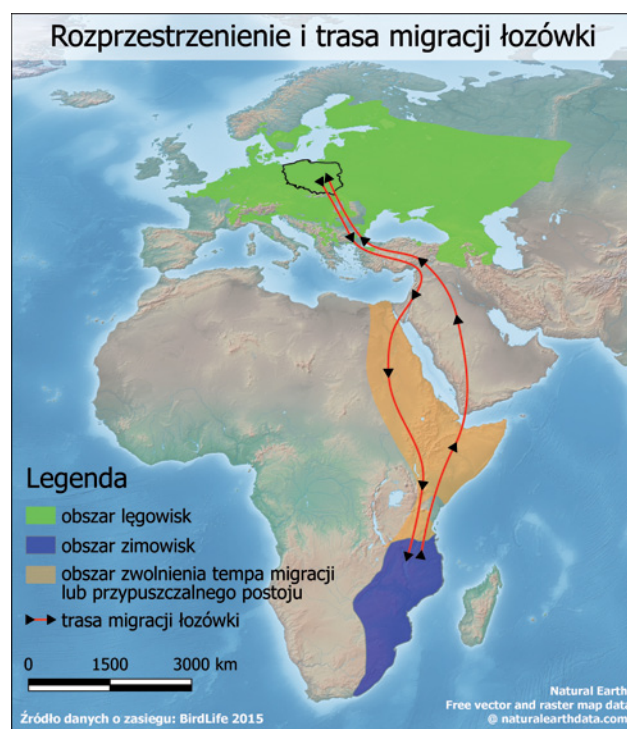 Rozprzestrzenienie i trasa migracji łozówki
Legenda
obszar lęgowisk
obszar zimowisk
obszar zwolnienia tempa migracji
lub przypuszczalnego postoju
trasa migracji łozówki
0 1500 3000 km
Natural Earth
Free vector and raster map data
Źródło danych o zasiegu: BirdLife 2015 @ naturalearthdata.com